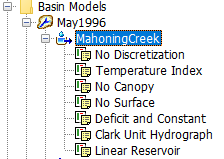 Basin Models
May1996
MahoningCreek
No Discretization
Temperature Index
No Canopy
No Surface
Deficit and Constant
Clark Unit Hydrograph
Linear Reservoir